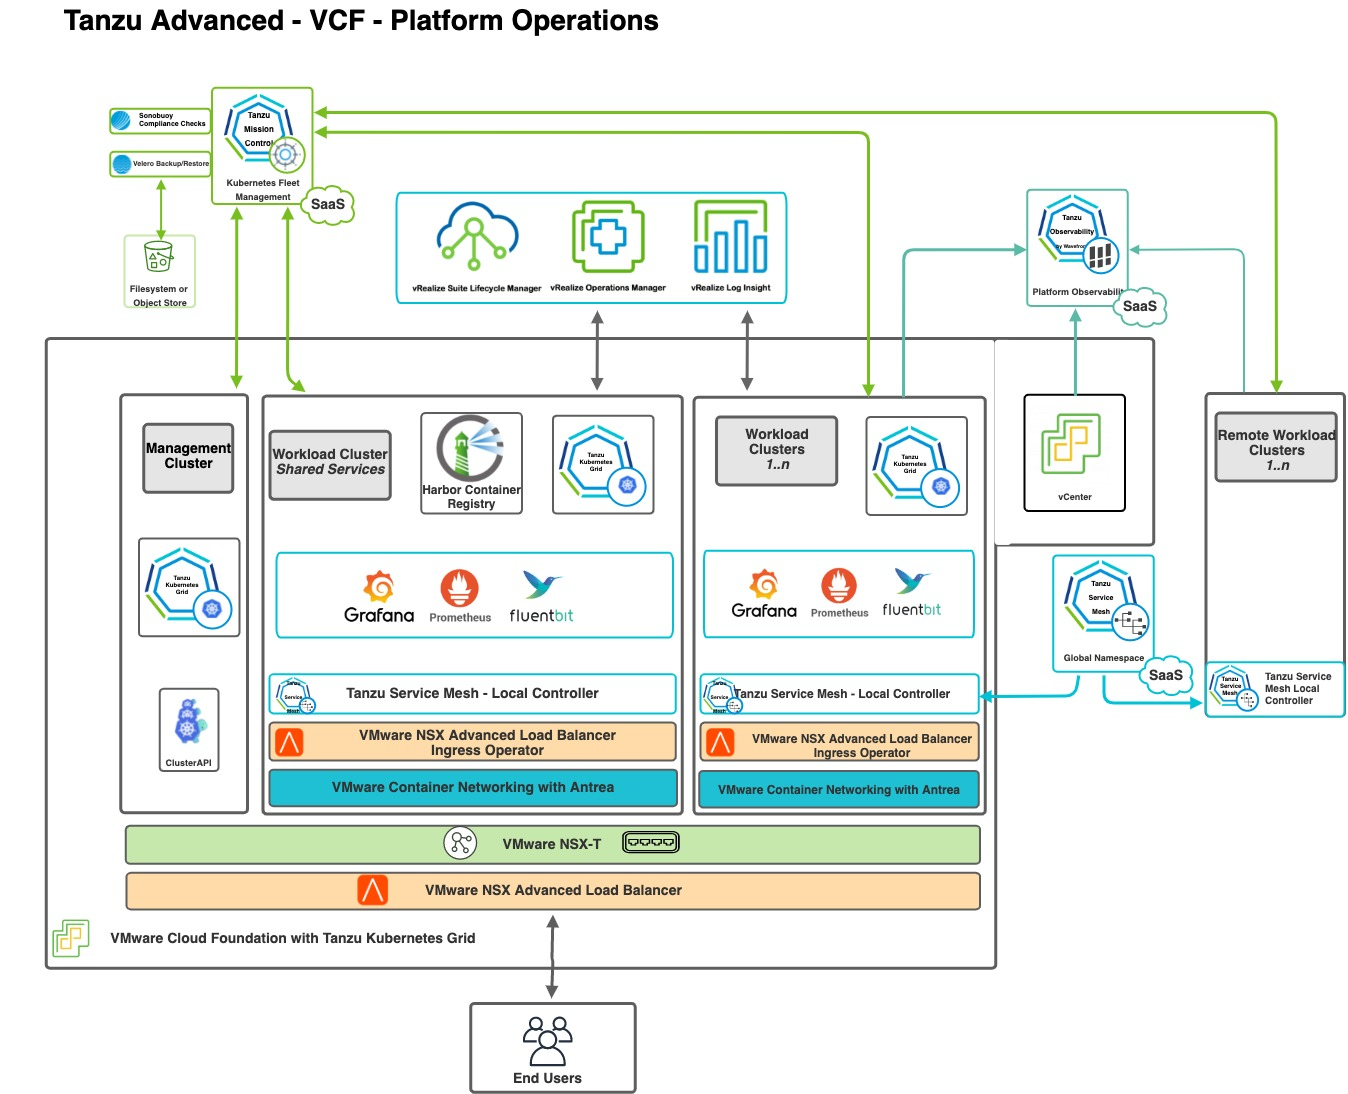 Tanzu Advanced - VCF - Platform Operations
Sonobuoy
Compliance Checks
Velero Backup/Restore
Tanzu
Mission
Control
Kubernetes Fleet
Management
SaaS
Filesystem or
Object Store
vRealize Suite Lifecycle Manager
vRealize Operations Manager
vRealize Log Insight
Tanzu
Observability
By Wavefron
Platform Observabili
SaaS
Management
Cluster
Workload Cluster
Shared Services
Harbor Container
Registry
Tanzu
Kubernetes
Grid
Workload
Clusters
1..n
Tanzu
Kubernetes
Grid
vCenter
Remote Workload
Clusters
1..n
Tanzu
Kubernetes
Grid
Grafana
Prometheus
fluentbit
Grafana
Prometheus
fluentbit
Tanzu
Service
Mesh
Global Namespace
SaaS
ClusterAPI
Tanzu
Service
Mesh
Tanzu Service Mesh - Local Controller
Tanzu
Service
Mesh
Tanzu Service Mesh - Local Controller
Tanzu
Service
Mesh
Tanzu Service
Mesh Local
Controller
VMware NSX Advanced Load Balancer
Ingress Operator
VMware NSX Advanced Load Balancer
Ingress Operator
VMware Container Networking with Antrea
VMware Container Networking with Antrea
VMware NSX-T
VMware NSX Advanced Load Balancer
VMware Cloud Foundation with Tanzu Kubernetes Grid
End Users